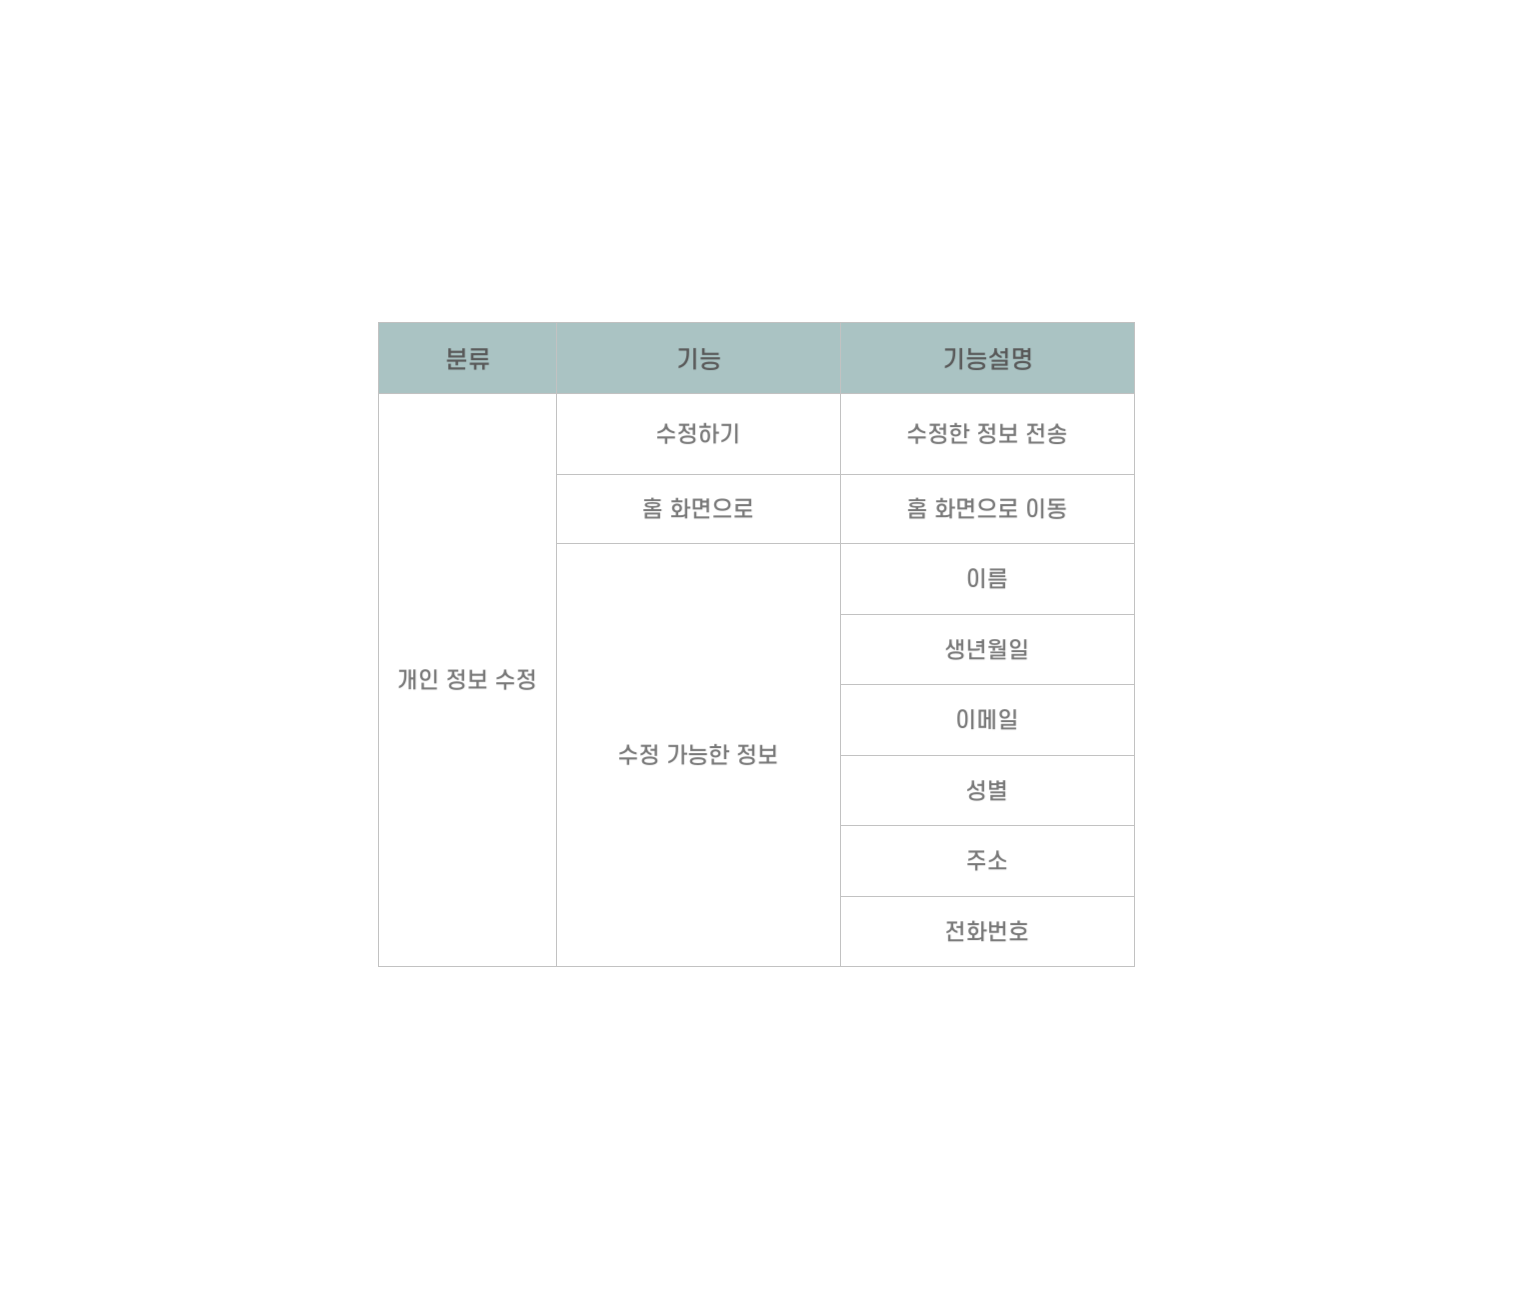 분류
기능
기능설명
개인 정보 수정
수정하기
수정한 정보 전송
홈 화면으로
홈 화면으로 이동
수정 가능한 정보
이름
생년월일
이메일
성별
주소
전화번호